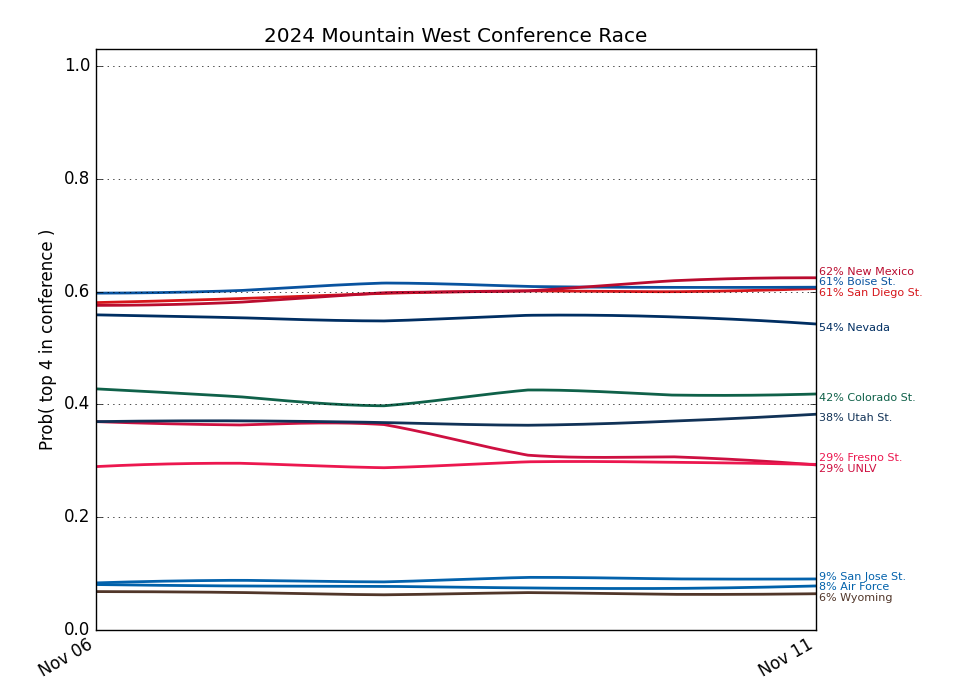 2024 Mountain West Conference Race
Prob( top 4 in conference )
1.0
0.8
0.6
0.4
0.2
0.0
Nov 06
Nov 11
62% New Mexico
61% Boise St.
61% San Diego St.
54% Nevada
42% Colorado St.
38% Utah St.
29% Fresno St.
29% UNLV
9% San Jose St.
8% Air Force
6% Wyoming